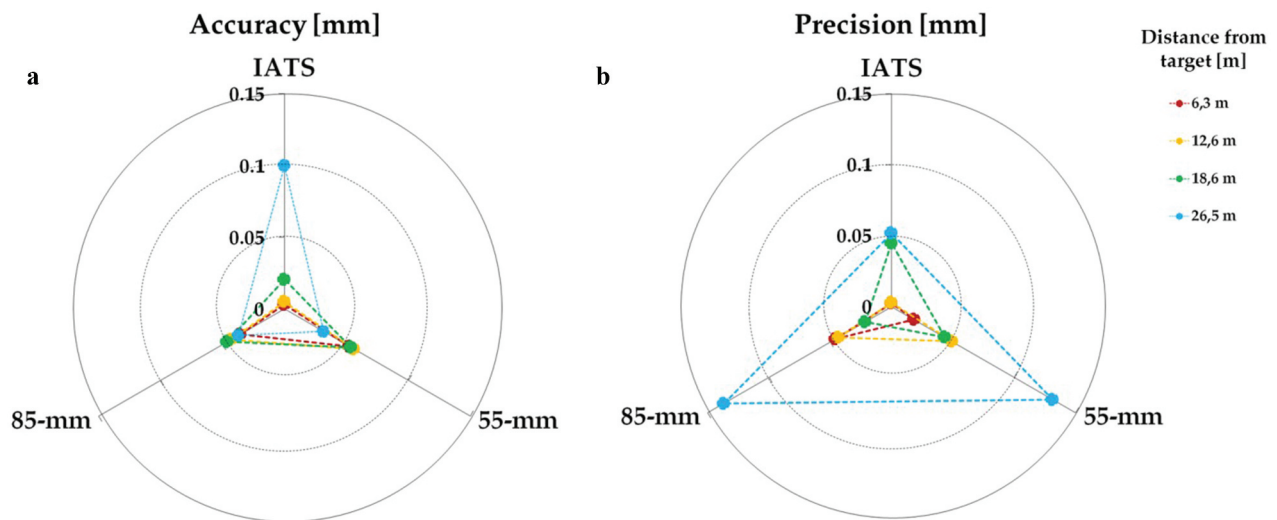 Accuracy [mm]
a
IATS
0.15
0.1
0.05
0
85-mm
55-mm
Precision [mm]
b
IATS
0.15
0.1
0.05
0
85-mm
55-mm
Distance from
target [m]
6,3 m
12,6 m
18,6 m
26,5 m